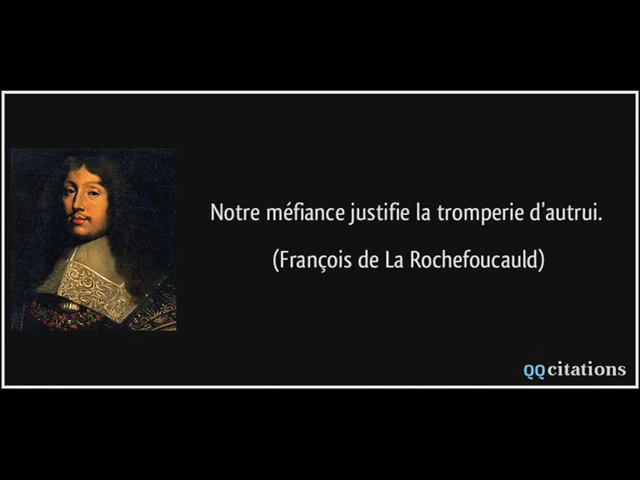 Notre méfiance justifie la tromperie d'autrui.
(François de La Rochefoucauld)
QQcitations